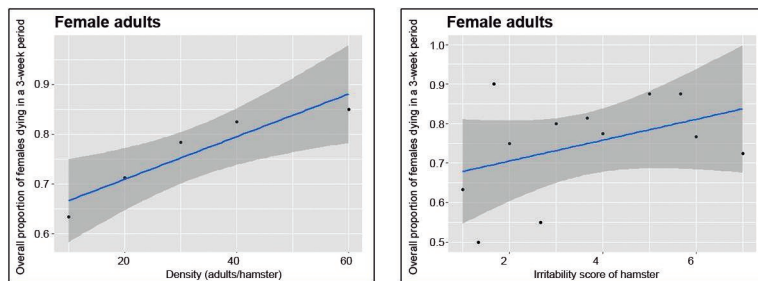 Female adults
Overall proportion of females dying in a 3-week period
0.9
0.8
0.7
0.6
20
40
60
Density (adults/hamster)
Female adults
Overall proportion of females dying in a 3-week period
1.0
0.9
0.8
0.7
0.6
0.5
2
4
6
Irritability score of hamster